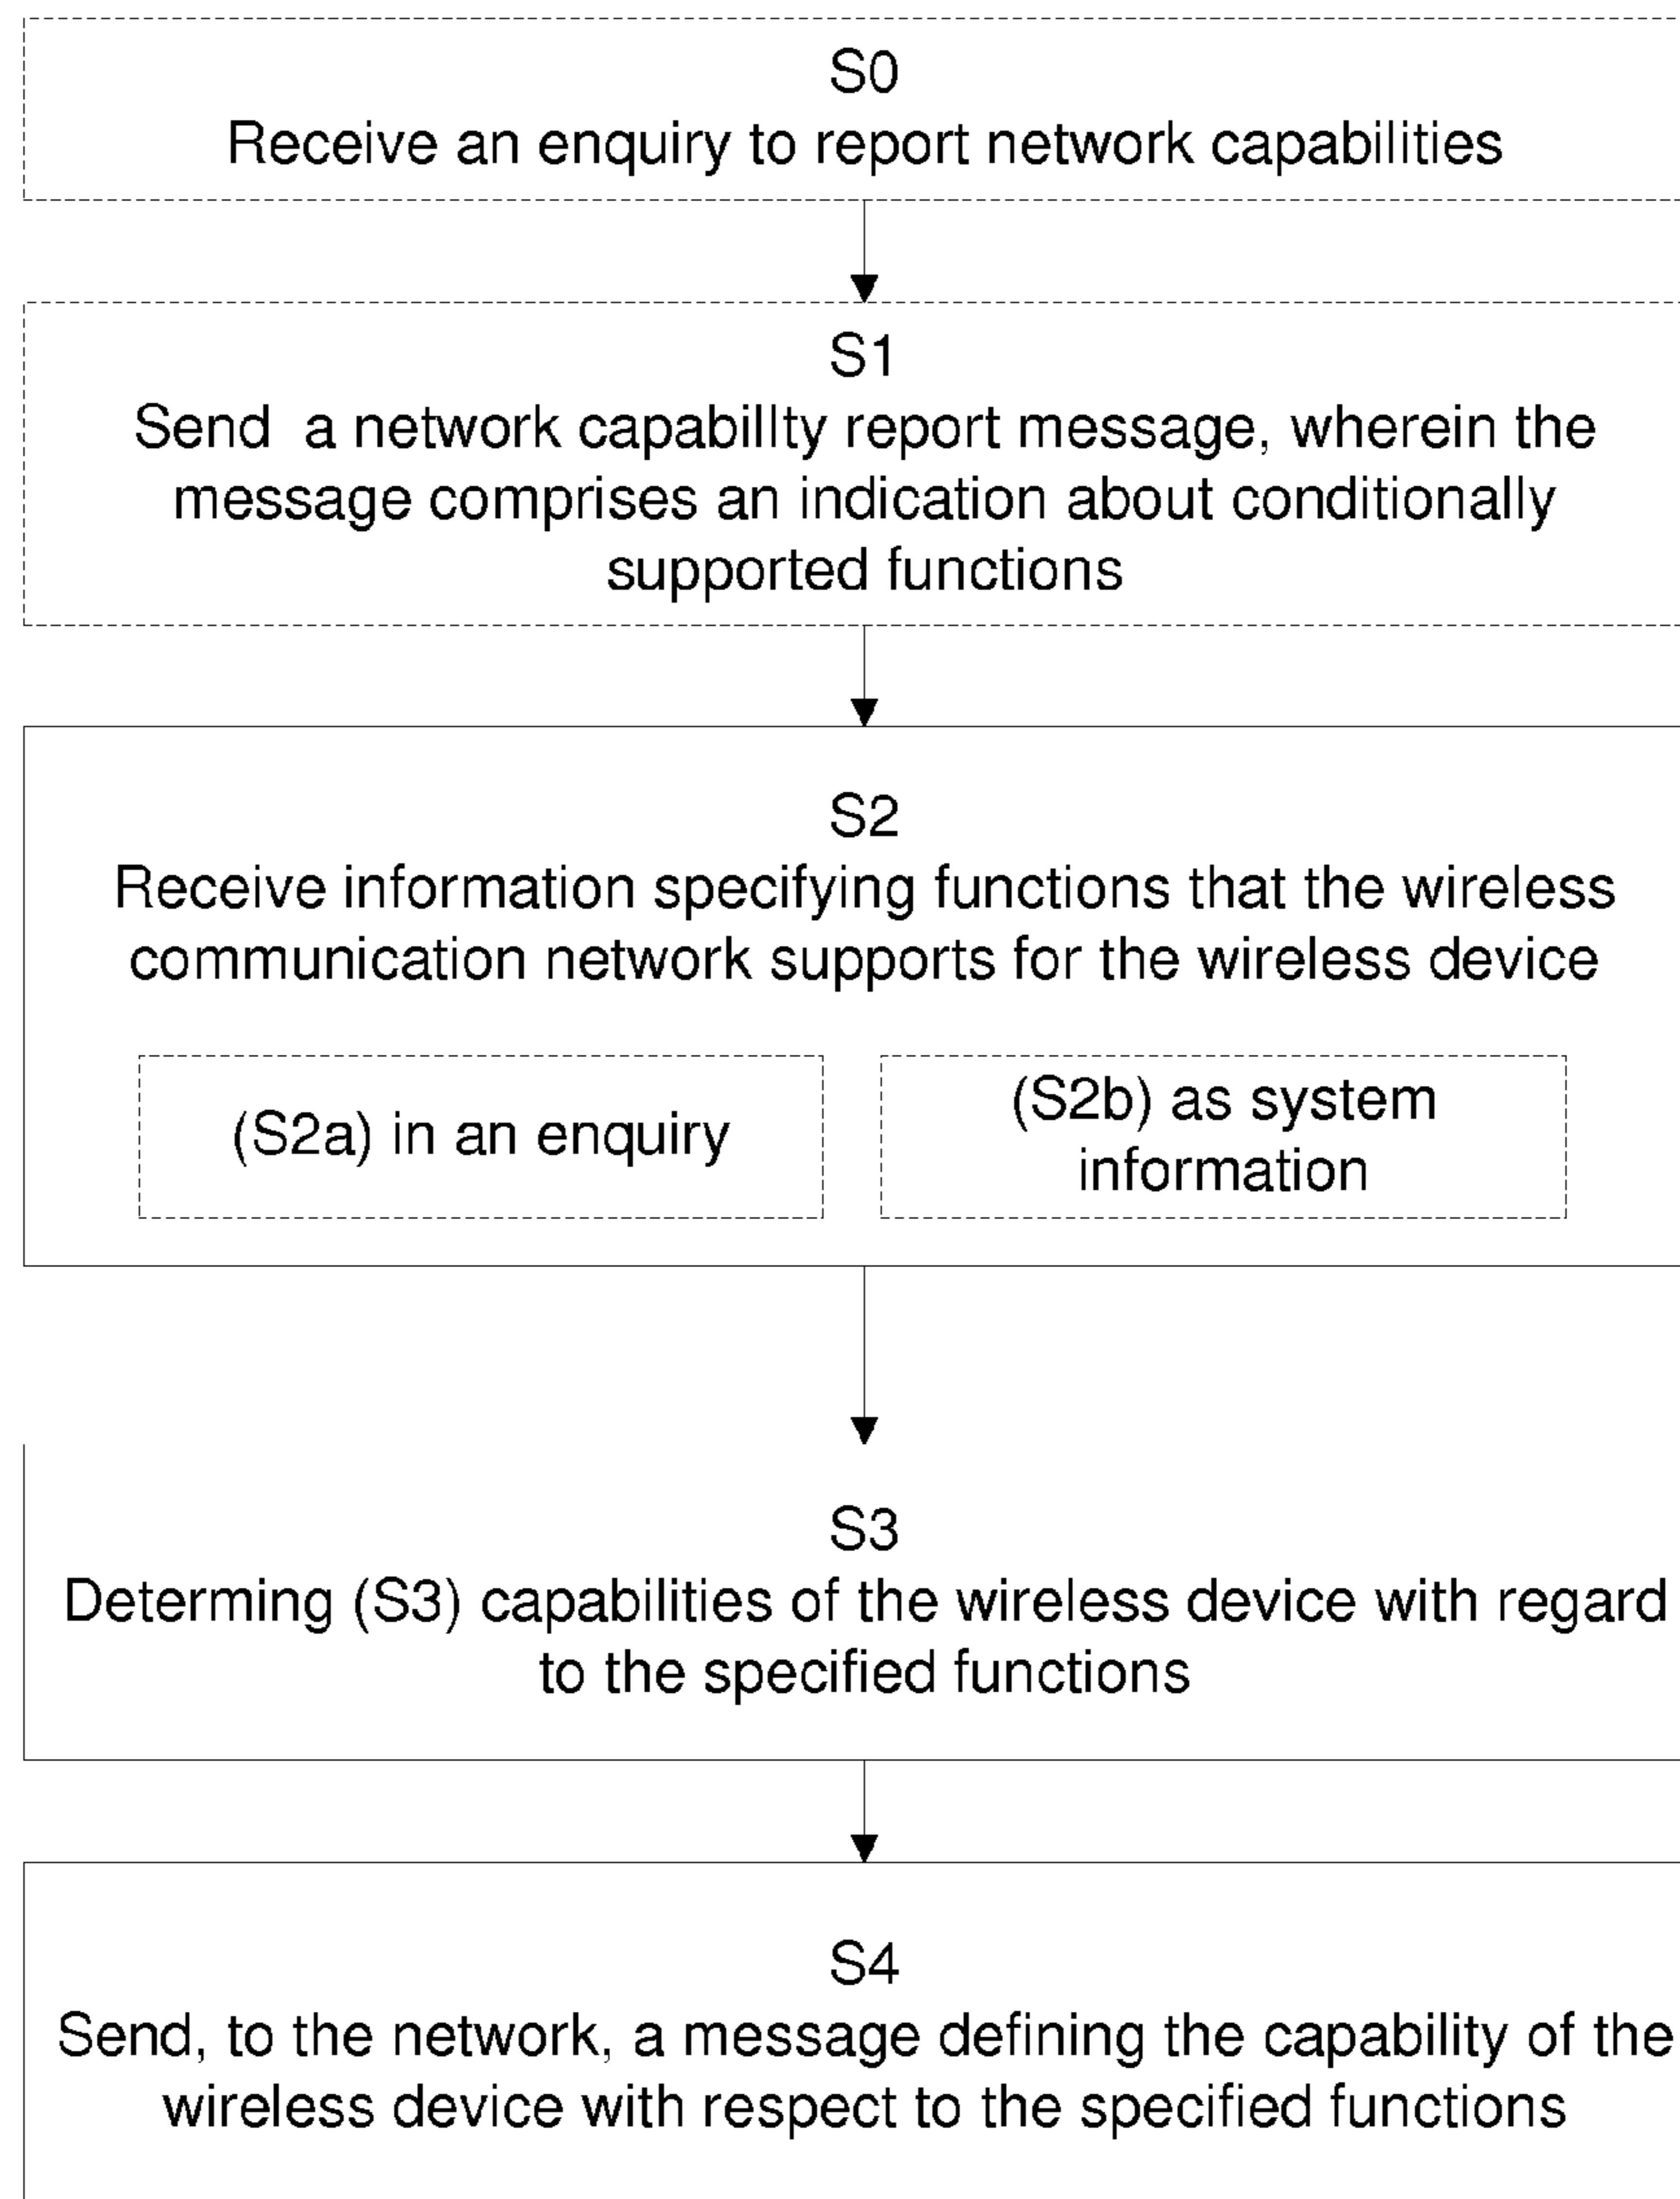 S0
Receive an enquiry to report network capabilities
S1
Send a network capabillty report message, wherein the
message comprises an indication about conditionally
supported functions
S2
Receive information specifying functions that the wireless
communication network supports for the wireless device
(S2a) in an enquiry
(S2b) as system
information
S3
Determing (S3) capabilities of the wireless device with regard
to the specified functions
S4
Send, to the network, a message defining the capability of the
wireless device with respect to the specified functions